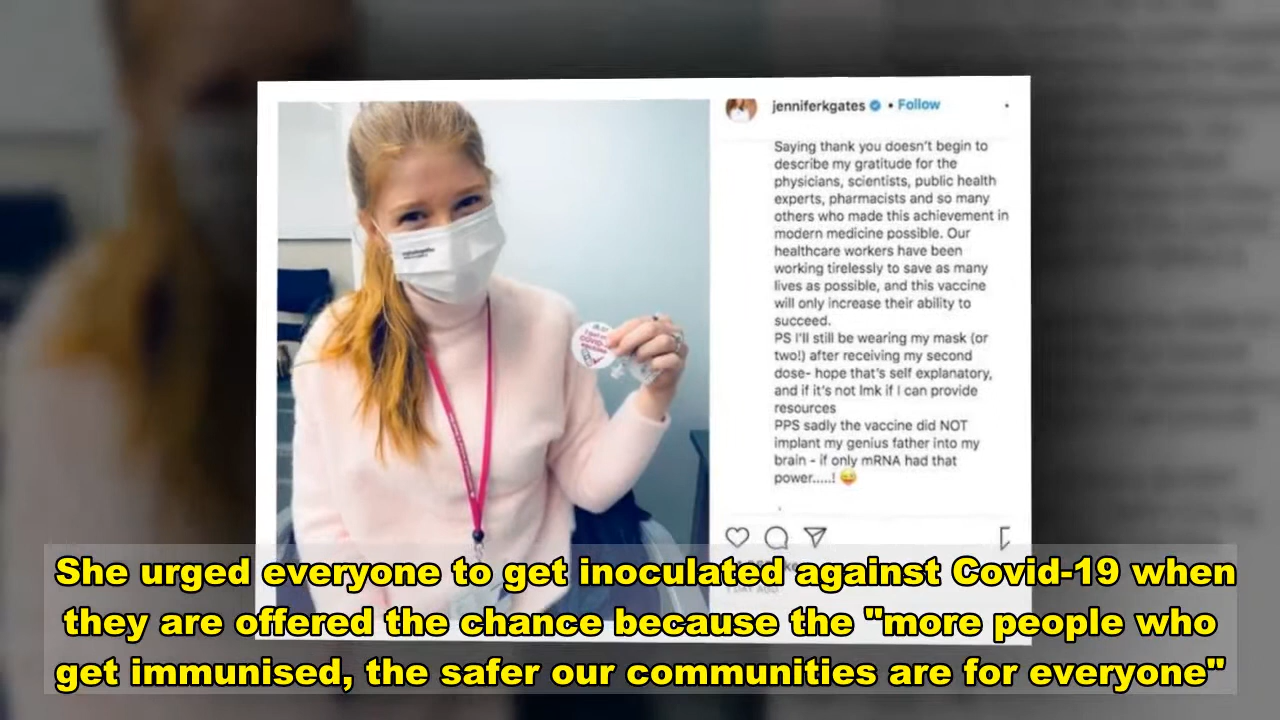 jenniferkgates • Follow
Saying thank you doesn't begin to
describe my gratitude for the
physicians, scientists, public health
experts, pharmacists and so many
others who made this achievement in
modern medicine possible. Our
healthcare workers have been
working tirelessly to save as many
lives as possible, and this vaccine
will only increase their ability to
succeed.
PS I'll still be wearing my mask (or
two!) after receiving my second
dose- hope that's self explanatory,
and if it's not lmk if I can provide
resources
PPS sadly the vaccine did NOT
implant my genius father into my
brain - if only mRNA had that
power.....! 😝
1 DAY AGO
She urged everyone to get inoculated against Covid-19 when
they are offered the chance because the "more people who
get immunised, the safer our communities are for everyone"